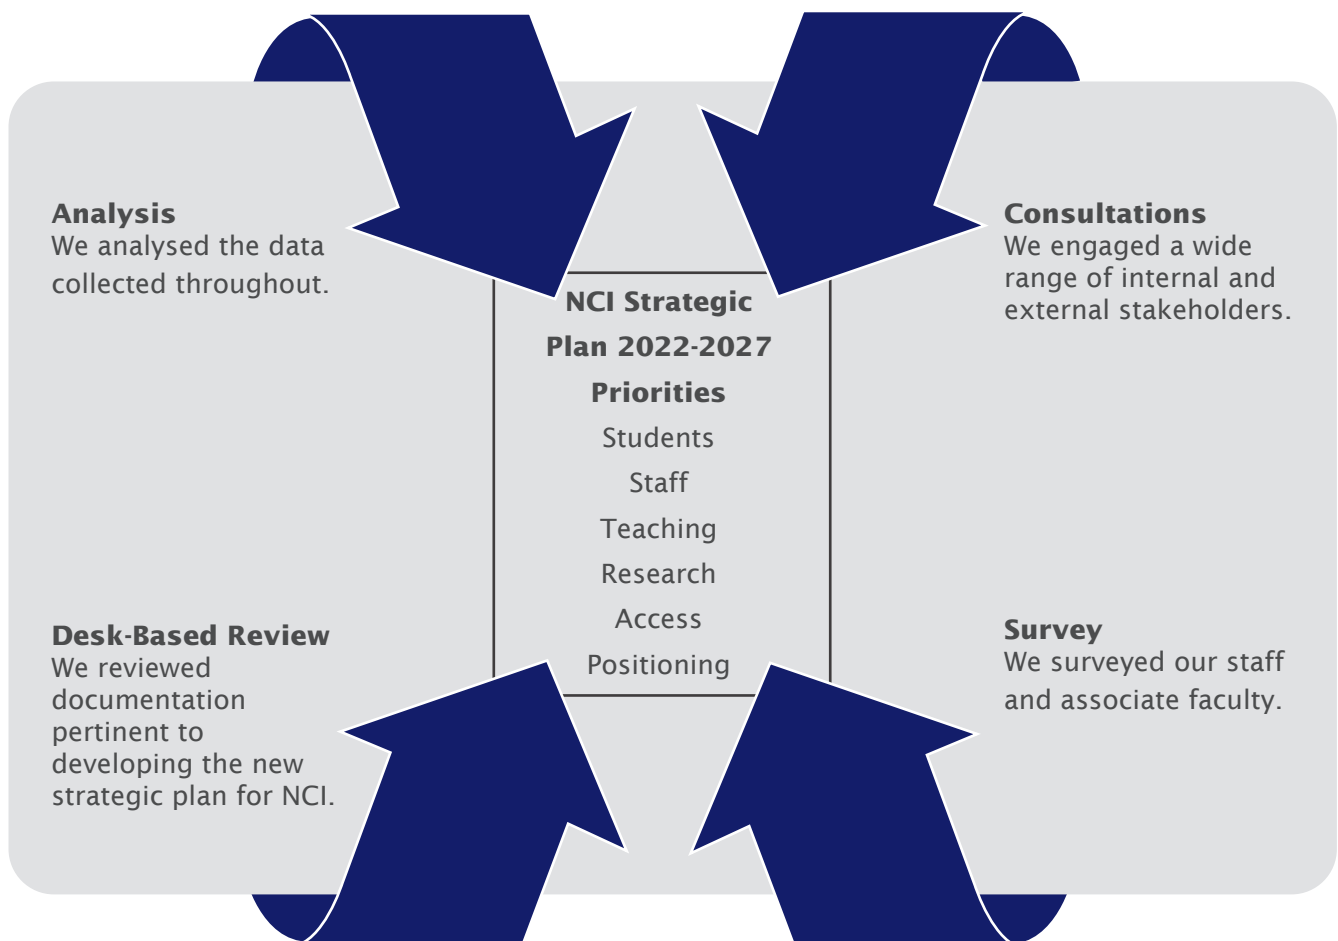 Analysis
We analysed the data
collected throughout.
Consultations
We engaged a wide
range of internal and
external stakeholders.
NCI Strategic
Plan 2022-2027
Priorities
Students
Staff
Teaching
Research
Access
Positioning
Desk-Based Review
We reviewed
documentation
pertinent to
developing the new
strategic plan for NCI.
Survey
We surveyed our staff
and associate faculty.